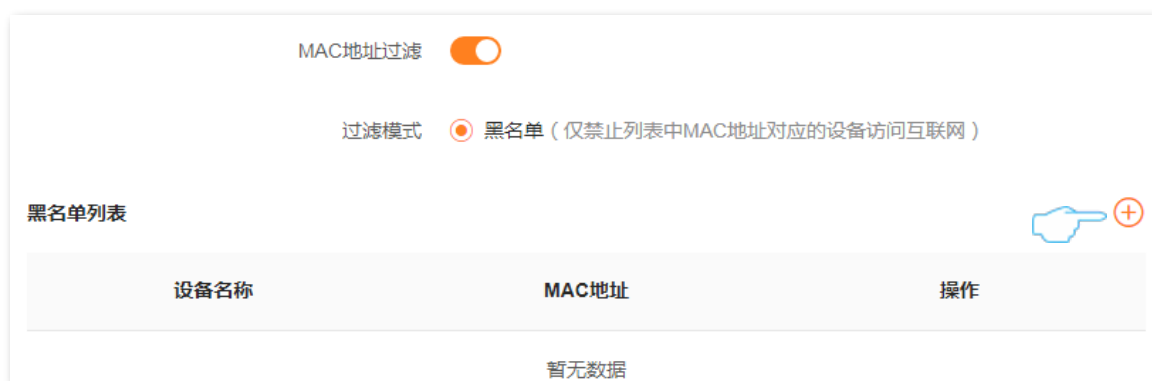 MAC地址过滤
过滤模式 黑名单（仅禁止列表中MAC地址对应的设备访问互联网）
黑名单列表
设备名称 MAC地址 操作
暂无数据